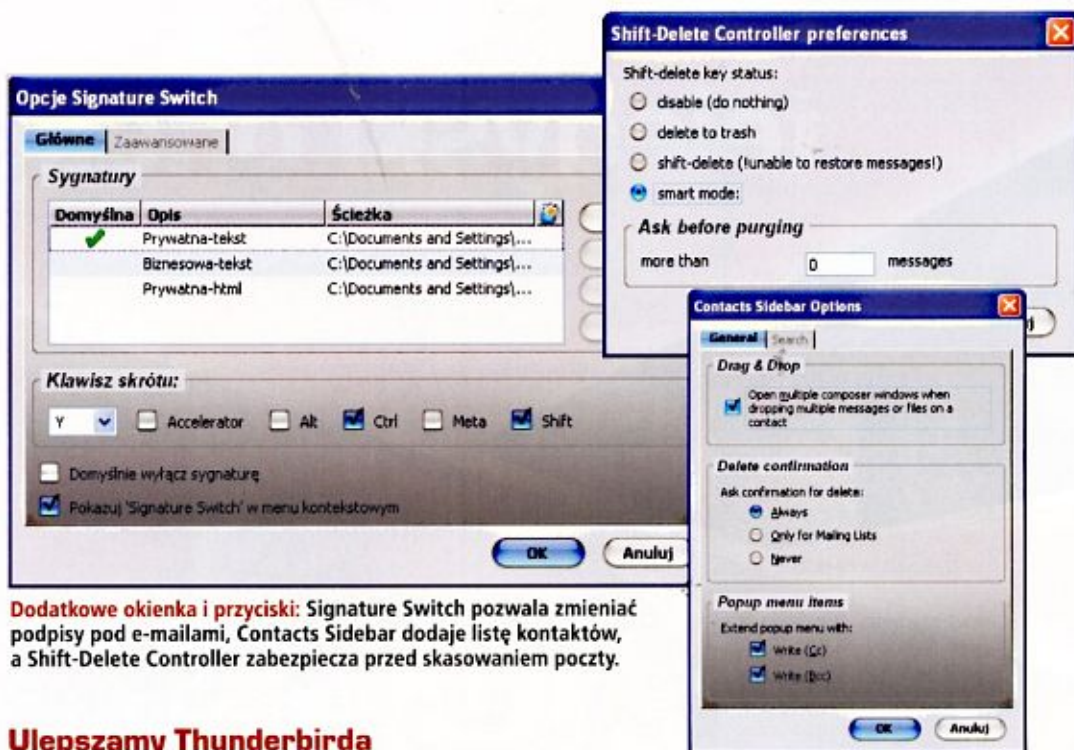 Shift-Delete Controller preferences
Shift-delete key status:
disable (do nothing)
delete to trash
shift-delete (!unable to restore messages!)
smart mode:
Ask before purging
more than 0 messages
Opcje Signature Switch
Główne Zaawansowane
Sygnatury
Domyślna Opis Ścieżka
Prywatna-tekst C:\Documents and Settings\,...
Biznesowa-tekst C:\Documents and Settings\,...
Prywatna-html C:\Documents and Settings\,...
Klawisz skrótu:
Y Accelerator Alt Ctrl Meta Shift
Domyślnie wyłącz sygnaturę
Pokazuj 'Signature Switch' w menu kontekstowym
OK Anuluj
Contacts Sidebar Options
General Search
Drag & Drop
Open multiple composer windows when
dropping multiple messages or files on a
contact
Delete confirmation
Ask confirmation for delete:
Always
Only for Mailing Lists
Never
Popup menu items
Extend popup menu with:
Write (Cc)
Write (Bcc)
OK Anuluj
Dodatkowe okienka i przyciski: Signature Switch pozwala zmieniać
podpisy pod e-mailami, Contacts Sidebar dodaje listę kontaktów,
a Shift-Delete Controller zabezpiecza przed skasowaniem poczty.
Ulepszamy Thunderbirda